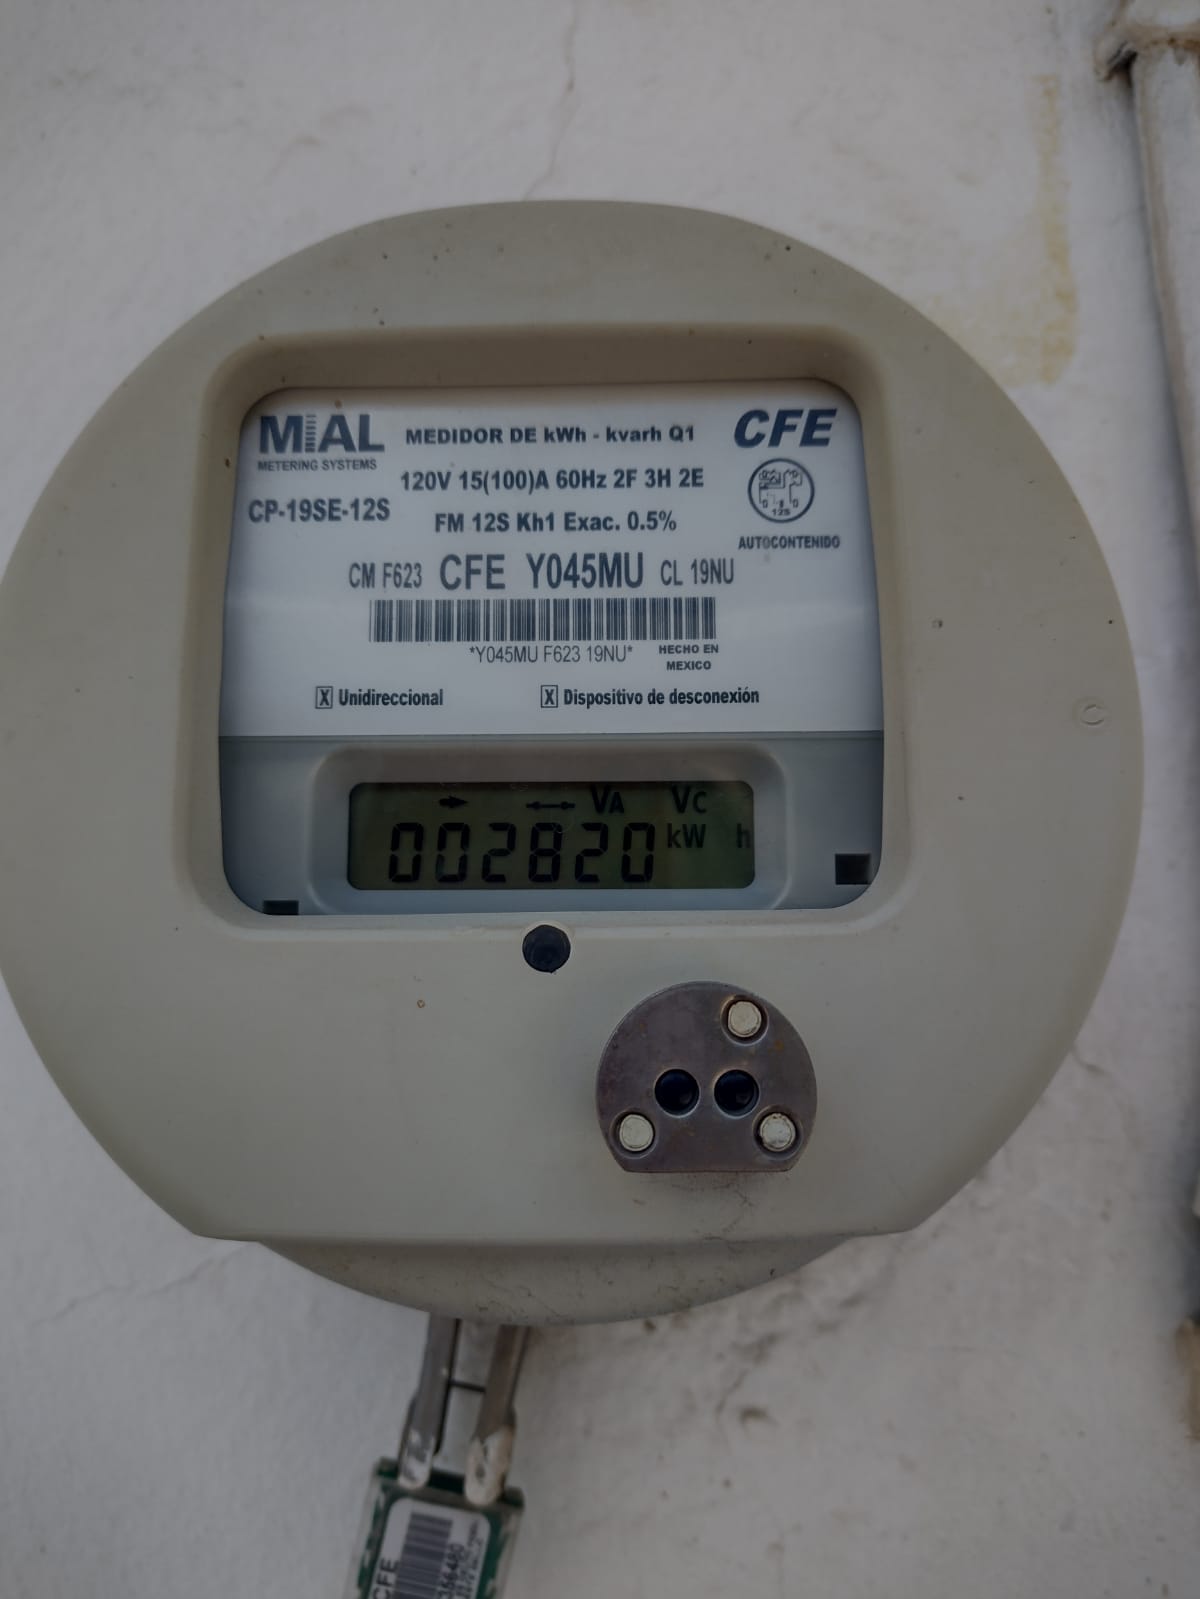 MIAL
METERING SYSTEMS
MEDIDOR DE kWh - kvarh Q1
CFE
120V 15(100)A 60Hz 2F 3H 2E
CP-19SE-12S
FM 12S Kh1 Exac. 0.5%
12S
AUTOCONTENIDO
CM F623 CFE Y045MU CL 19NU
*Y045MU F623 19NU*
HECHO EN
MEXICO
X Unidireccional
X Dispositivo de desconexión
VA VC
002820 kW h
C
CFE